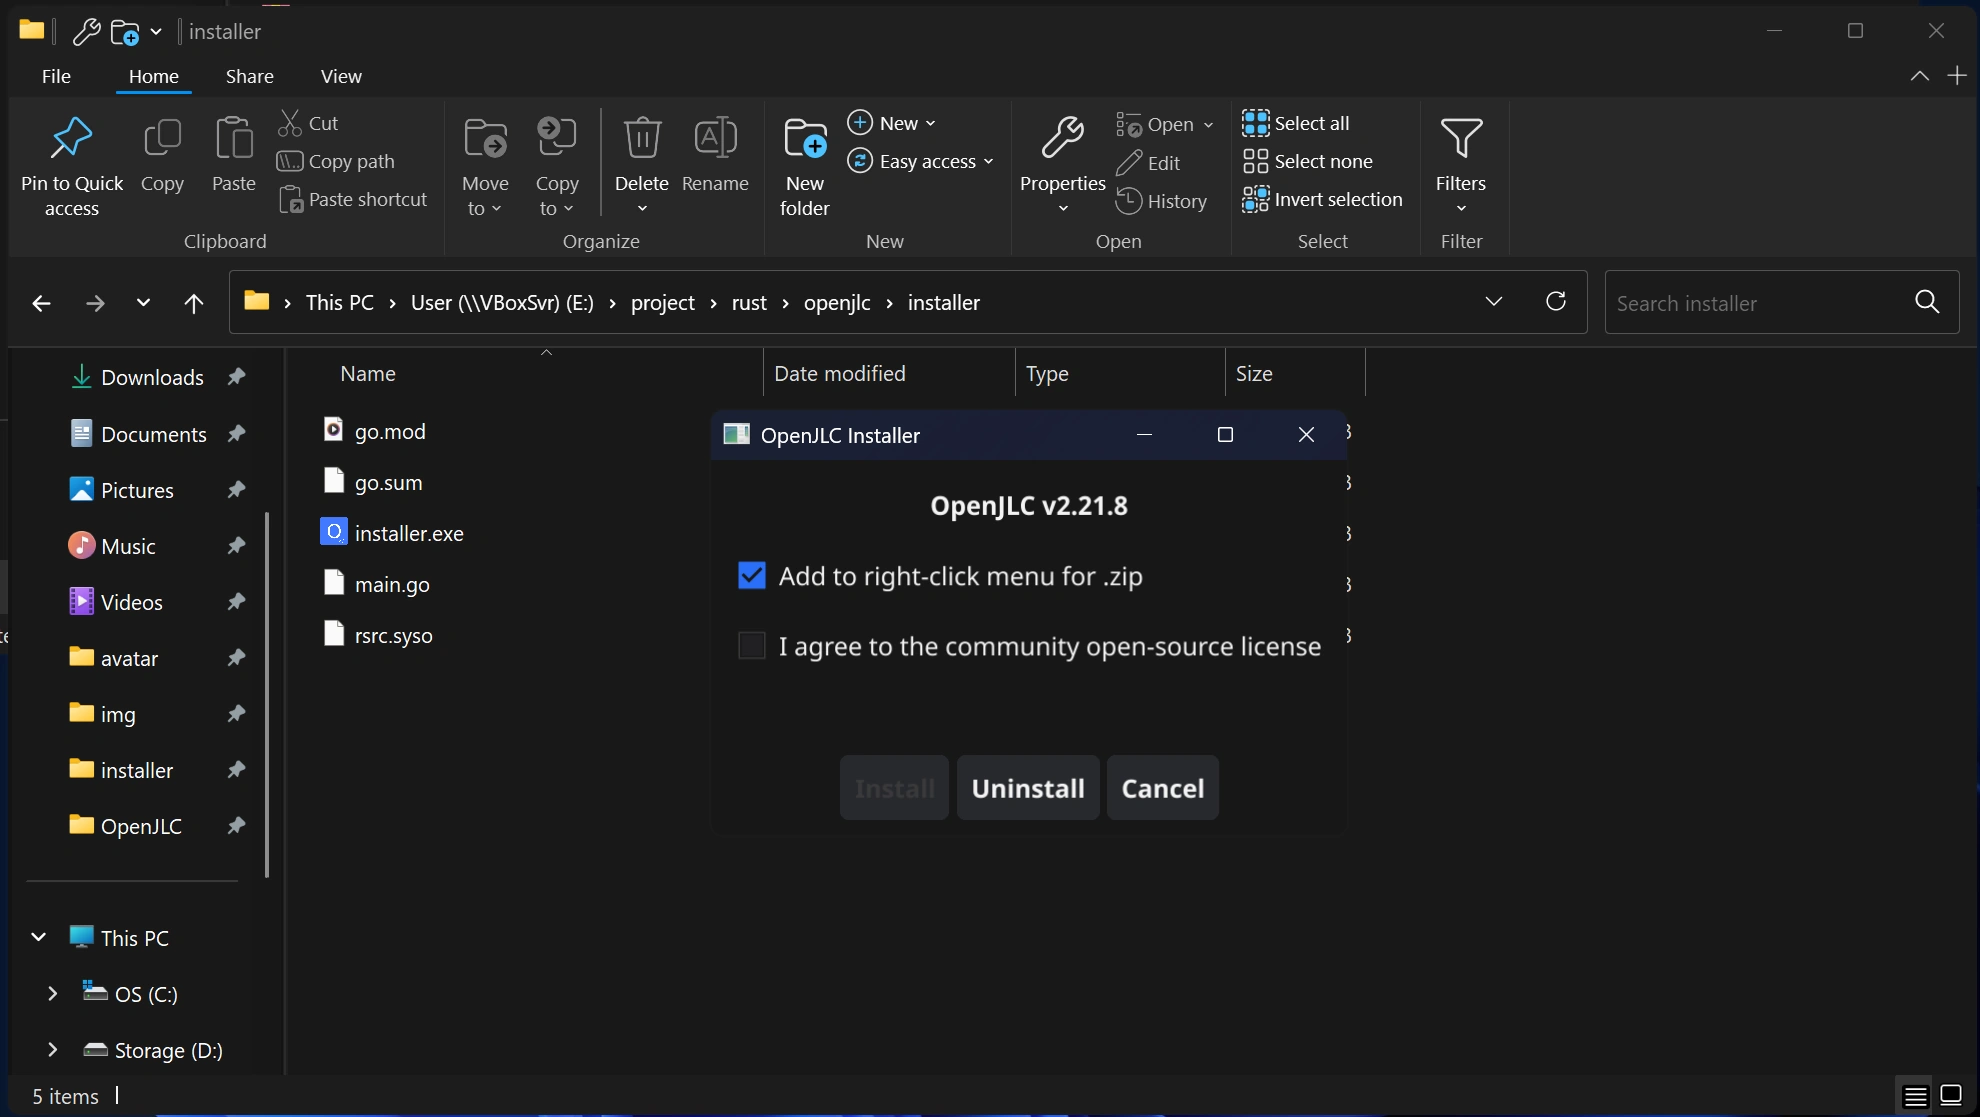 installer
File Home Share View
Pin to Quick access
Copy
Paste
Cut
Copy path
Paste shortcut
Clipboard
Move to
Copy to
Delete
Rename
Organize
New folder
New
Easy access
New
Properties
Open
Edit
History
Open
Select all
Select none
Invert selection
Select
Filters
Filter
This PC › User (\\VBoxSvr) (E:) › project › rust › openjlc › installer
Search installer
Downloads
Documents
Pictures
Music
Videos
avatar
img
installer
OpenJLC
This PC
OS (C:)
Storage (D:)
Name Date modified Type Size
go.mod
go.sum
installer.exe
main.go
rsrc.syso
OpenJLC Installer
OpenJLC v2.21.8
Add to right-click menu for .zip
I agree to the community open-source license
Install Uninstall Cancel
5 items